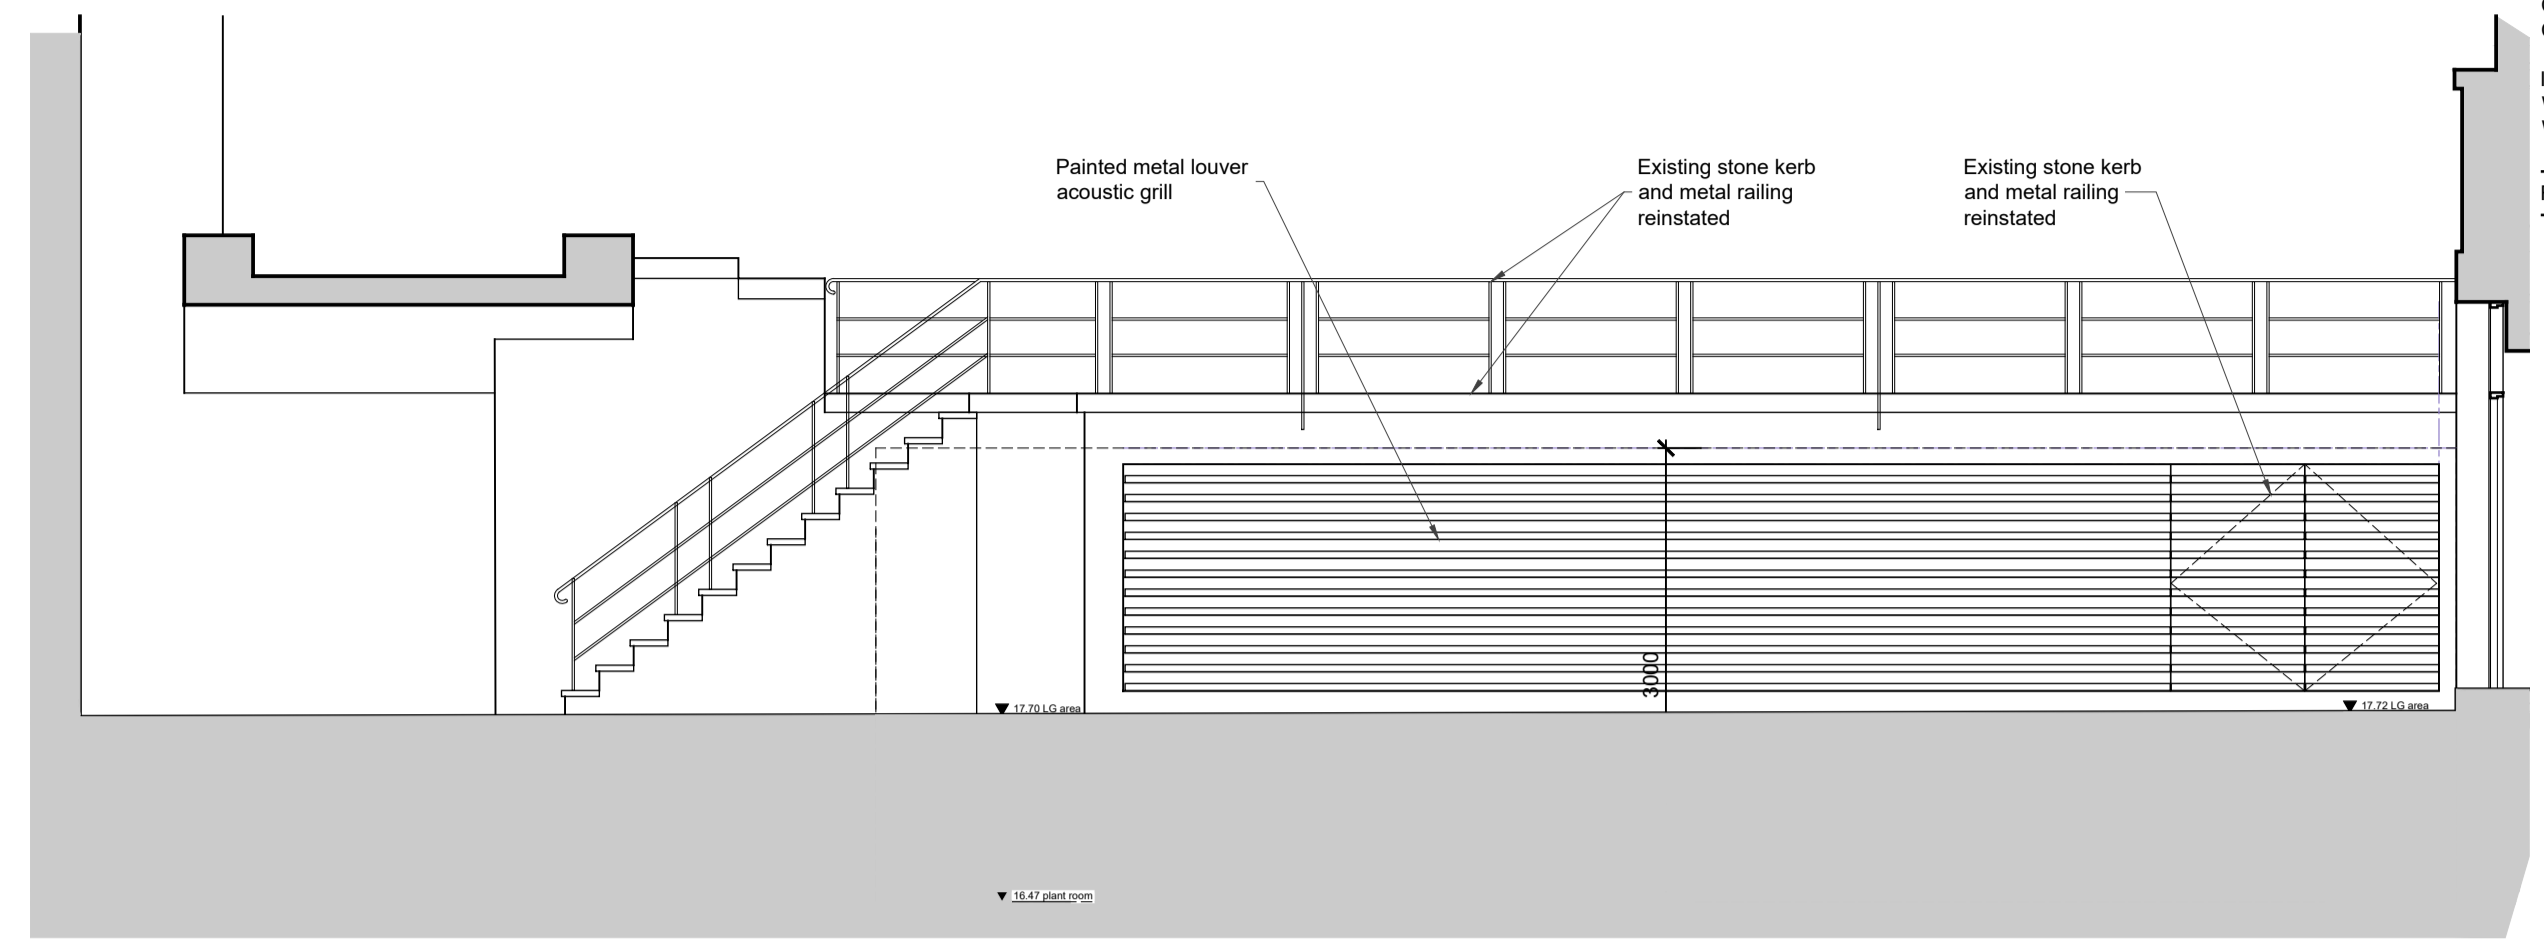 Painted metal louver
acoustic grill
Existing stone kerb
and metal railing
reinstated
Existing stone kerb
and metal railing
reinstated
3000
17.70 LG area
17.72 LG area
16.47 plant room